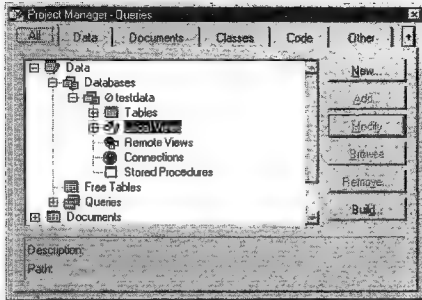 Project Manager - Queries
All Data Documents Classes Code Other
Data
Databases
testdata
Tables
Local Views
Remote Views
Connections
Stored Procedures
Free Tables
Queries
Documents
New...
Add...
Modify
Browse
Remove...
Build...
Description:
Path: